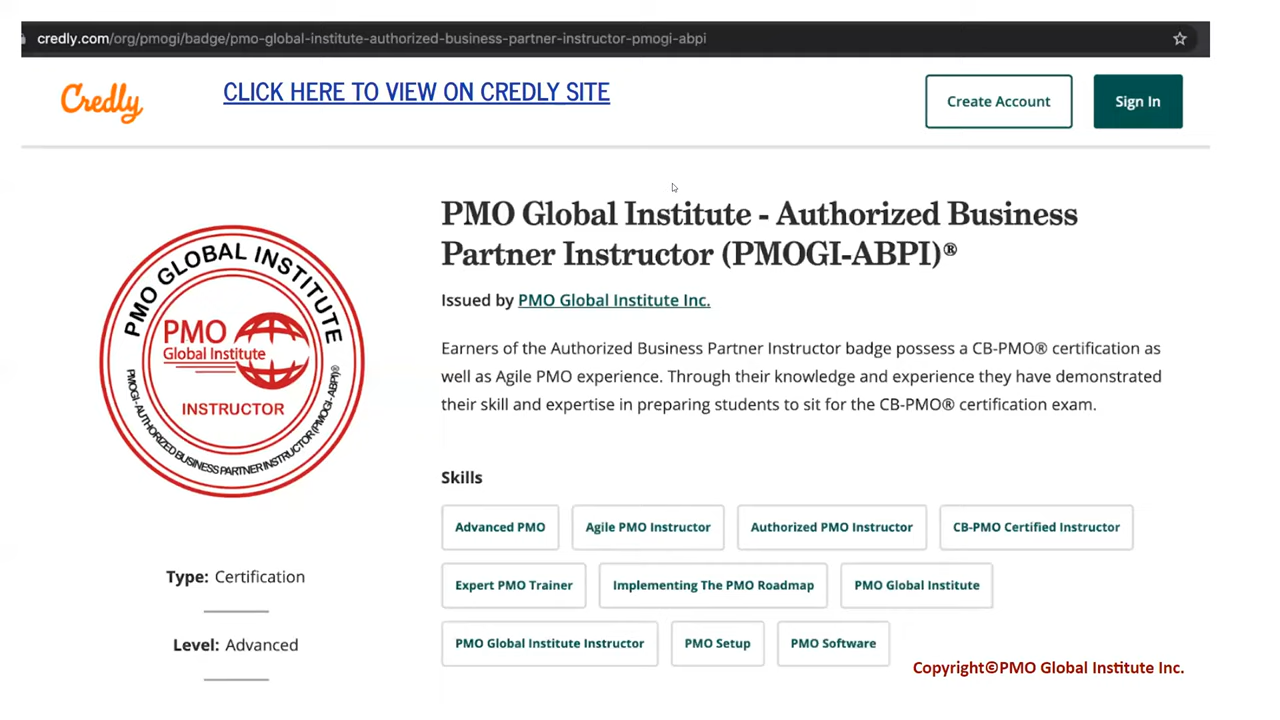 credly.com/org/pmogi/badge/pmo-global-institute-authorized-business-partner-instructor-pmogi-abpi
Credly
CLICK HERE TO VIEW ON CREDLY SITE
Create Account
Sign In
PMO Global Institute - Authorized Business
Partner Instructor (PMOGI-ABPI)®
Issued by PMO Global Institute Inc.
Earners of the Authorized Business Partner Instructor badge possess a CB-PMO® certification as
well as Agile PMO experience. Through their knowledge and experience they have demonstrated
their skill and expertise in preparing students to sit for the CB-PMO® certification exam.
PMO GLOBAL INSTITUTE
PMO
Global Institute
INSTRUCTOR
PMOGI-AUTHORIZED BUSINESS PARTNER INSTRUCTOR (PMOGI - ABPI)®
Type: Certification
Level: Advanced
Skills
Advanced PMO
Agile PMO Instructor
Authorized PMO Instructor
CB-PMO Certified Instructor
Expert PMO Trainer
Implementing The PMO Roadmap
PMO Global Institute
PMO Global Institute Instructor
PMO Setup
PMO Software
Copyright©PMO Global Institute Inc.